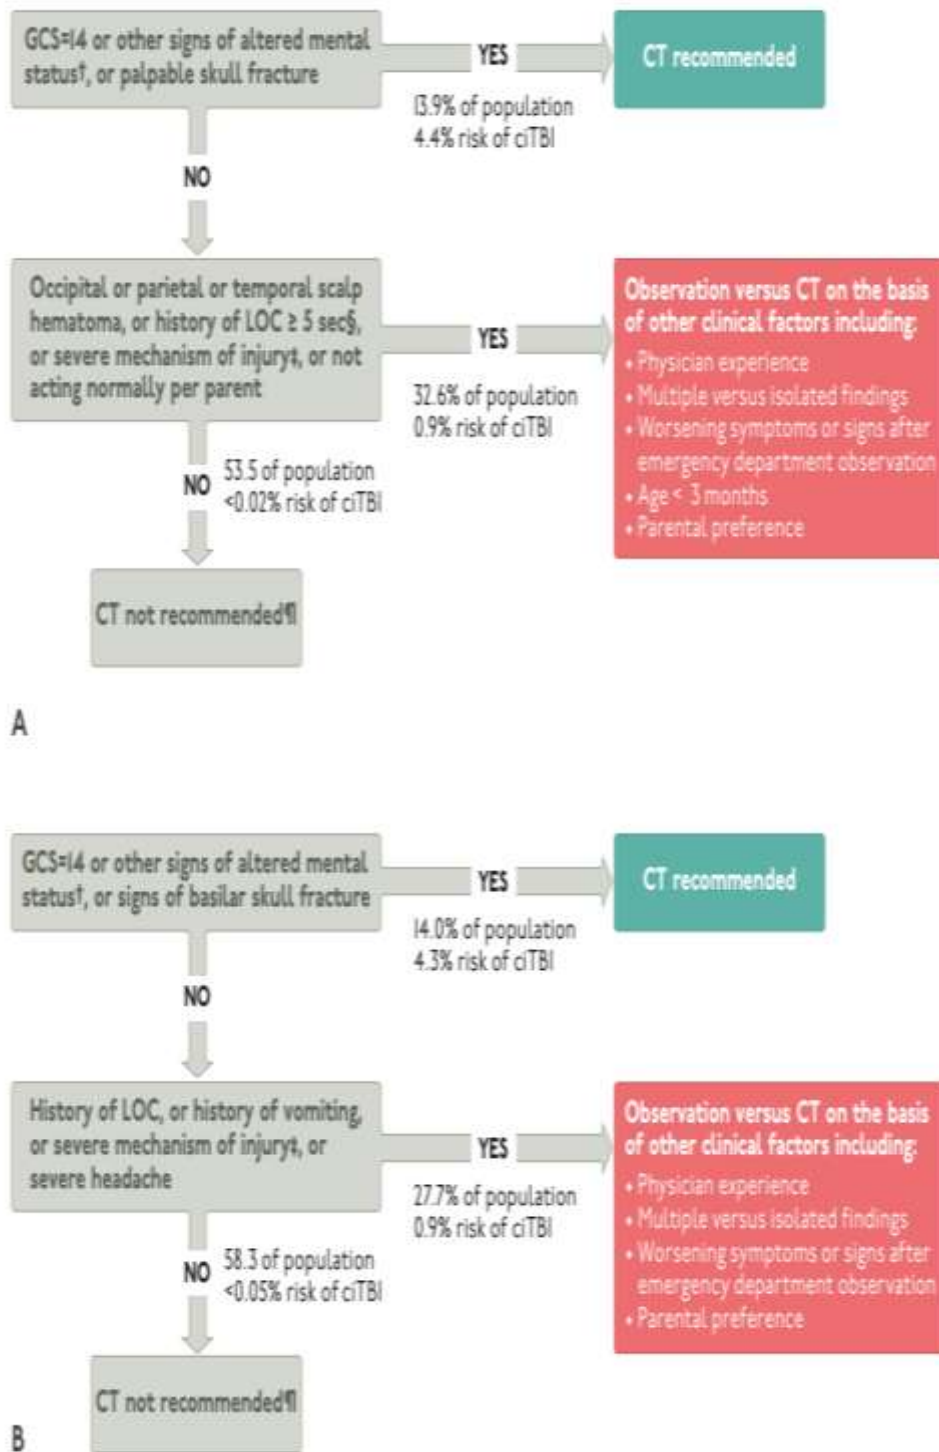 GCS=14 or other signs of altered mental
status†, or palpable skull fracture
YES
CT recommended
13.9% of population
4.4% risk of ciTBI
NO
Occipital or parietal or temporal scalp
hematoma, or history of LOC ≥ 5 sec§,
or severe mechanism of injury‡, or not
acting normally per parent
YES
32.6% of population
0.9% risk of ciTBI
Observation versus CT on the basis
of other clinical factors including:
• Physician experience
• Multiple versus isolated findings
• Worsening symptoms or signs after
emergency department observation
• Age < 3 months
• Parental preference
NO
53.5 of population
<0.02% risk of ciTBI
CT not recommended¶
A
GCS=14 or other signs of altered mental
status†, or signs of basilar skull fracture
YES
CT recommended
14.0% of population
4.3% risk of ciTBI
NO
History of LOC, or history of vomiting,
or severe mechanism of injury‡, or
severe headache
YES
27.7% of population
0.9% risk of ciTBI
Observation versus CT on the basis
of other clinical factors including:
• Physician experience
• Multiple versus isolated findings
• Worsening symptoms or signs after
emergency department observation
• Parental preference
NO
58.3 of population
<0.05% risk of ciTBI
CT not recommended¶
B